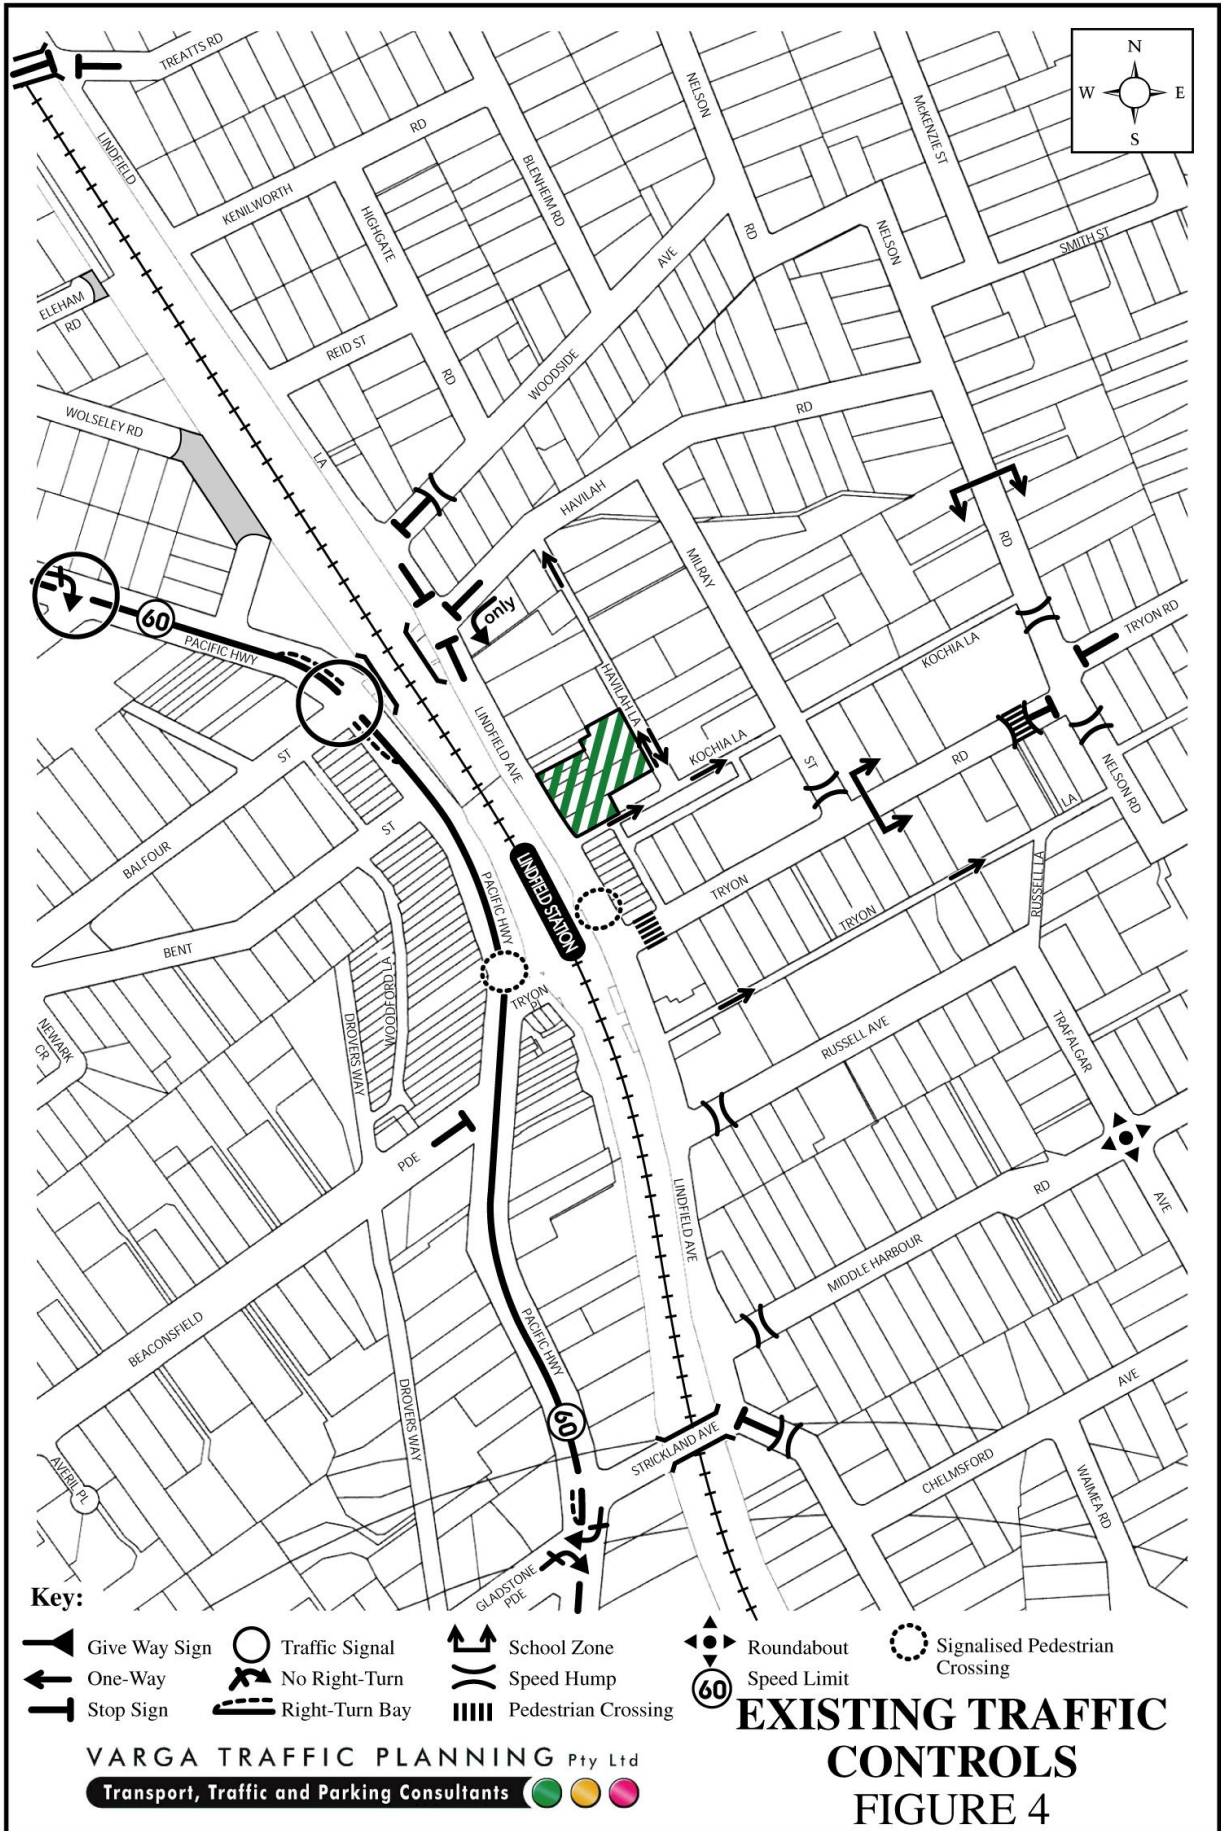 TREATTS RD
N
W E
S
LINDFIELD
RD
NELSON
McKENZIE ST
KENILWORTH
HIGHGATE
BLENHEIM RD
RD
NELSON
SMITH ST
AVE
ELEHAM
RD
REID ST
RD
WOODSIDE
WOLSELEY RD
RD
LA
HAVILAH
RD
MILRAY
only
60
PACIFIC HWY
TRYON RD
KOCHIA LA
HAVILAH LA
LINDFIELD AVE
KOCHIA LA
ST
ST
RD
NELSON RD
LA
ST
BALFOUR
PACIFIC HWY
LINDFIELD STATION
TRYON
RUSSELL LA
TRYON
BENT
WOODFORD LA
TRYON
PL
NEWARK
CR
DROVERS WAY
RUSSELL AVE
TRAFALGAR
PDE
LINDFIELD AVE
RD
AVE
MIDDLE HARBOUR
BEACONSFIELD
PACIFIC HWY
DROVERS WAY
AVE
60
STRICKLAND AVE
CHELMSFORD
WAIMEA RD
AVERIL PL
GLADSTONE
PDE
Key:
Give Way Sign
Traffic Signal
School Zone
Roundabout
Signalised Pedestrian
Crossing
One-Way
No Right-Turn
Speed Hump
60 Speed Limit
Stop Sign
Right-Turn Bay
Pedestrian Crossing
EXISTING TRAFFIC
CONTROLS
FIGURE 4
VARGA TRAFFIC PLANNING Pty Ltd
Transport, Traffic and Parking Consultants